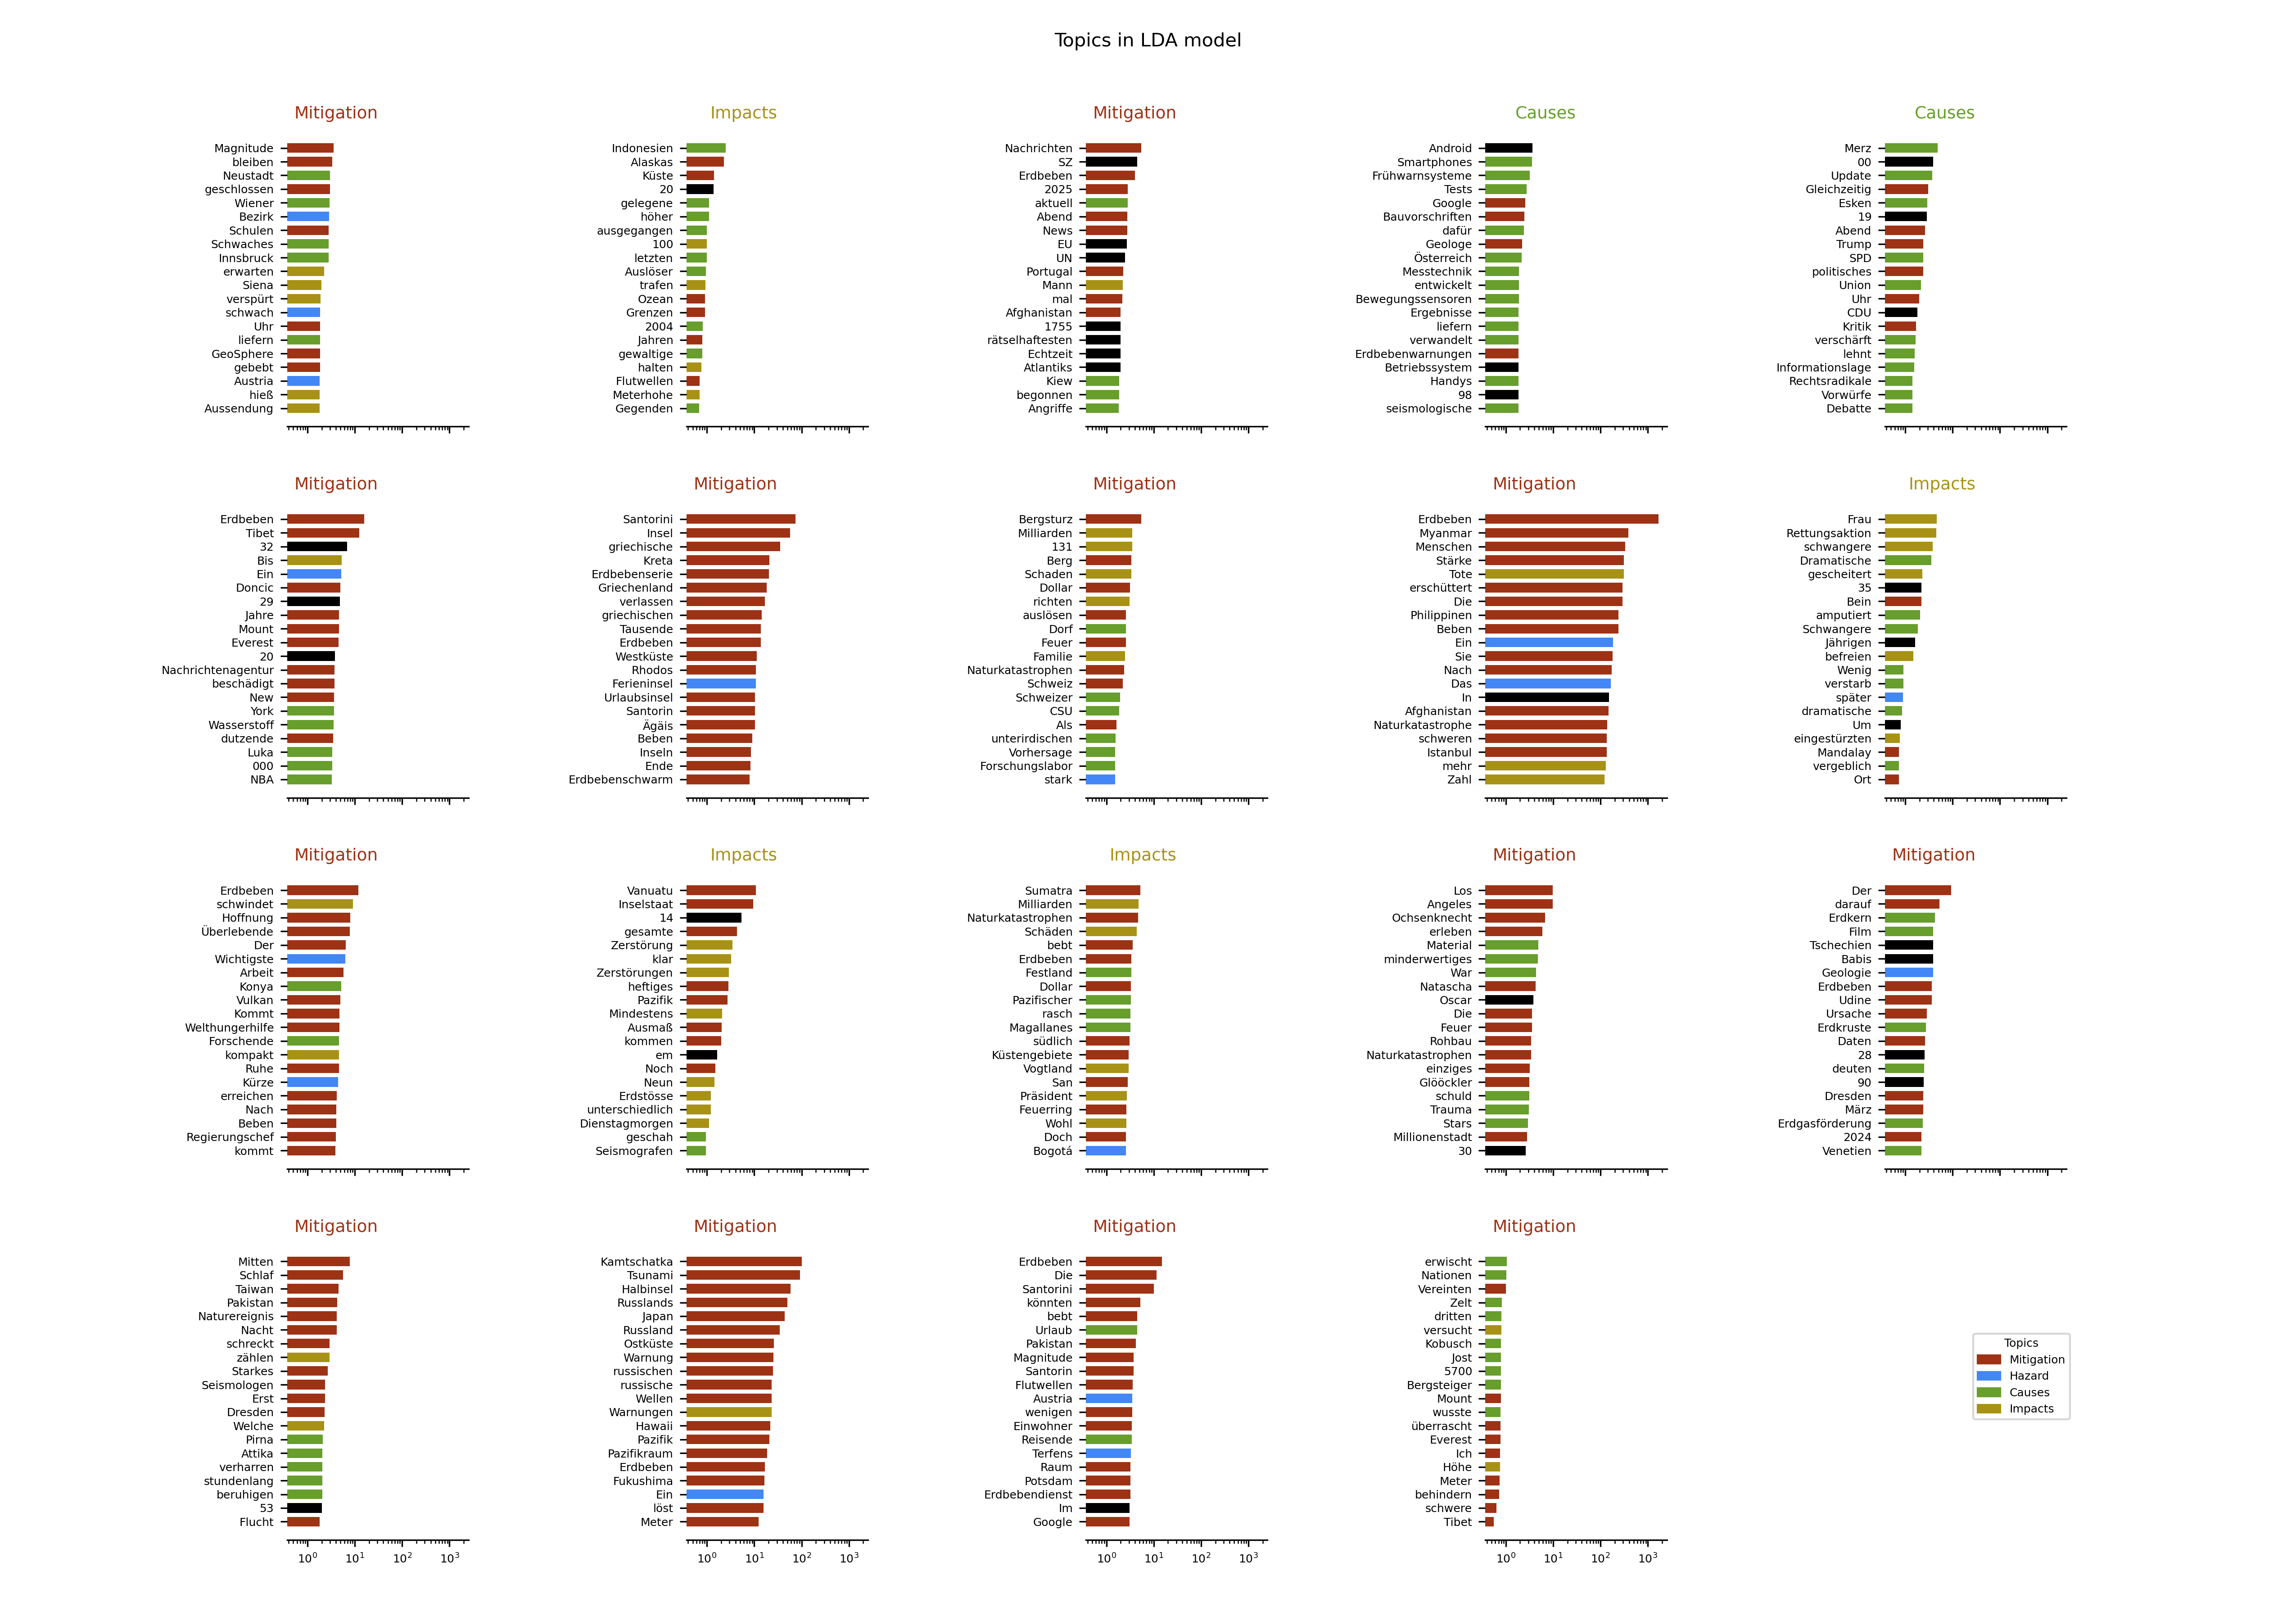 Topics in LDA model
Mitigation
Magnitude
bleiben
Neustadt
geschlossen
Wiener
Bezirk
Schulen
Schwaches
Innsbruck
erwarten
Siena
verspürt
schwach
Uhr
liefern
GeoSphere
gebebt
Austria
hieß
Aussendung
Impacts
Indonesien
Alaskas
Küste
20
gelegene
höher
ausgegangen
100
letzten
Auslöser
trafen
Ozean
Grenzen
2004
Jahren
gewaltige
halten
Flutwellen
Meterhohe
Gegenden
Mitigation
Nachrichten
SZ
Erdbeben
2025
aktuell
Abend
News
EU
UN
Portugal
Mann
mal
Afghanistan
1755
rätselhaftesten
Echtzeit
Atlantiks
Kiew
begonnen
Angriffe
Causes
Android
Smartphones
Frühwarnsysteme
Tests
Google
Bauvorschriften
dafür
Geologe
Österreich
Messtechnik
entwickelt
Bewegungssensoren
Ergebnisse
liefern
verwandelt
Erdbebenwarnungen
Betriebssystem
Handys
98
seismologische
Causes
Merz
00
Update
Gleichzeitig
Esken
19
Abend
Trump
SPD
politisches
Union
Uhr
CDU
Kritik
verschärft
lehnt
Informationslage
Rechtsradikale
Vorwürfe
Debatte
Mitigation
Erdbeben
Tibet
32
Bis
Ein
Doncic
29
Jahre
Mount
Everest
20
Nachrichtenagentur
beschädigt
New
York
Wasserstoff
dutzende
Luka
000
NBA
Mitigation
Santorini
Insel
griechische
Kreta
Erdbebenserie
Griechenland
verlassen
griechischen
Tausende
Erdbeben
Westküste
Rhodos
Ferieninsel
Urlaubsinsel
Santorin
Ägäis
Beben
Inseln
Ende
Erdbebenschwarm
Mitigation
Bergsturz
Milliarden
131
Berg
Schaden
Dollar
richten
auslösen
Dorf
Feuer
Familie
Naturkatastrophen
Schweiz
Schweizer
CSU
Als
unterirdischen
Vorhersage
Forschungslabor
stark
Mitigation
Erdbeben
Myanmar
Menschen
Stärke
Tote
erschüttert
Die
Philippinen
Beben
Ein
Sie
Nach
Das
In
Afghanistan
Naturkatastrophe
schweren
Istanbul
mehr
Zahl
Impacts
Frau
Rettungsaktion
schwangere
Dramatische
gescheitert
35
Bein
amputiert
Schwangere
Jährigen
befreien
Wenig
verstarb
später
dramatische
Um
eingestürzten
Mandalay
vergeblich
Ort
Mitigation
Erdbeben
schwindet
Hoffnung
Überlebende
Der
Wichtigste
Arbeit
Konya
Vulkan
Kommt
Welthungerhilfe
Forschende
kompakt
Ruhe
Kürze
erreichen
Nach
Beben
Regierungschef
kommt
Impacts
Vanuatu
Inselstaat
14
gesamte
Zerstörung
klar
Zerstörungen
heftiges
Pazifik
Mindestens
Ausmaß
kommen
em
Noch
Neun
Erdstösse
unterschiedlich
Dienstagmorgen
geschah
Seismografen
Impacts
Sumatra
Milliarden
Naturkatastrophen
Schäden
bebt
Erdbeben
Festland
Dollar
Pazifischer
rasch
Magallanes
südlich
Küstengebiete
Vogtland
San
Präsident
Feuerring
Wohl
Doch
Bogotá
Mitigation
Los
Angeles
Ochsenknecht
erleben
Material
minderwertiges
War
Natascha
Oscar
Die
Feuer
Rohbau
Naturkatastrophen
einziges
Glööckler
schuld
Trauma
Stars
Millionenstadt
30
Mitigation
Der
darauf
Erdkern
Film
Tschechien
Babis
Geologie
Erdbeben
Udine
Ursache
Erdkruste
Daten
28
deuten
90
Dresden
März
Erdgasförderung
2024
Venetien
Mitigation
Mitten
Schlaf
Taiwan
Pakistan
Naturereignis
Nacht
schreckt
zählen
Starkes
Seismologen
Erst
Dresden
Welche
Pirna
Attika
verharren
stundenlang
beruhigen
53
Flucht
10⁰ 10¹ 10² 10³
Mitigation
Kamtschatka
Tsunami
Halbinsel
Russlands
Japan
Russland
Ostküste
Warnung
russischen
russische
Wellen
Warnungen
Hawaii
Pazifik
Pazifikraum
Erdbeben
Fukushima
Ein
löst
Meter
10⁰ 10¹ 10² 10³
Mitigation
Erdbeben
Die
Santorini
könnten
bebt
Urlaub
Pakistan
Magnitude
Santorin
Flutwellen
Austria
wenigen
Einwohner
Reisende
Terfens
Raum
Potsdam
Erdbebendienst
Im
Google
10⁰ 10¹ 10² 10³
Mitigation
erwischt
Nationen
Vereinten
Zelt
dritten
versucht
Kobusch
Jost
5700
Bergsteiger
Mount
wusste
überrascht
Everest
Ich
Höhe
Meter
behindern
schwere
Tibet
10⁰ 10¹ 10² 10³
Topics
Mitigation
Hazard
Causes
Impacts